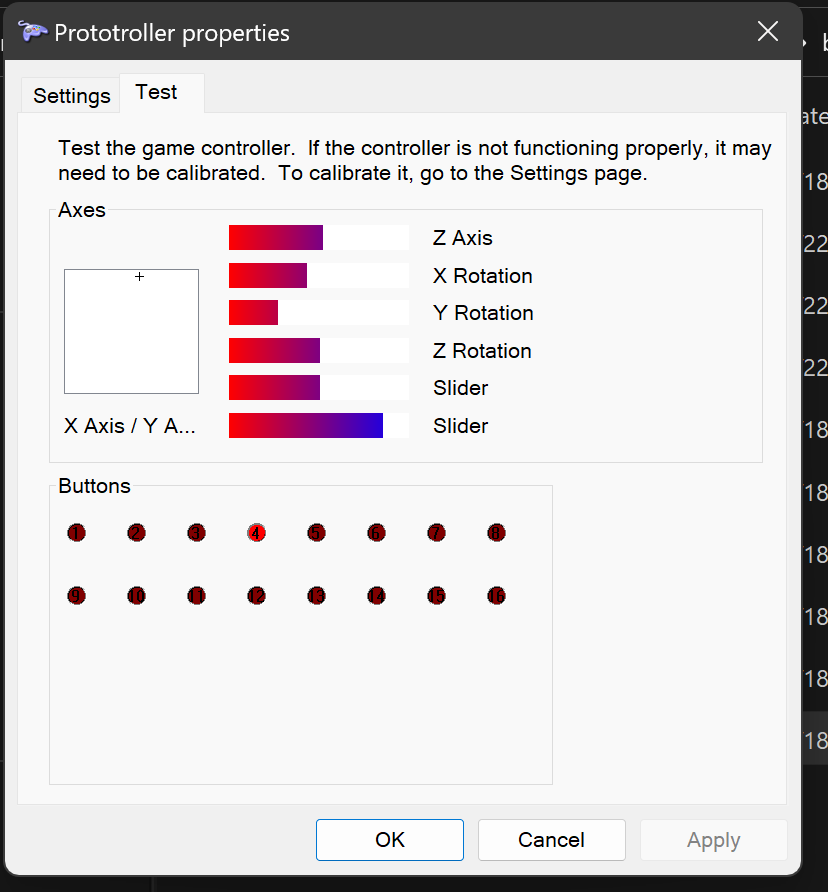 Prototroller properties
Settings
Test
Test the game controller.  If the controller is not functioning properly, it may
need to be calibrated.  To calibrate it, go to the Settings page.
Axes
Z Axis
X Rotation
Y Rotation
Z Rotation
Slider
X Axis / Y A...
Slider
Buttons
1 2 3 4 5 6 7 8
9 10 11 12 13 14 15 16
OK Cancel Apply
ate
18
22
22
22
18
18
18
18
18
18